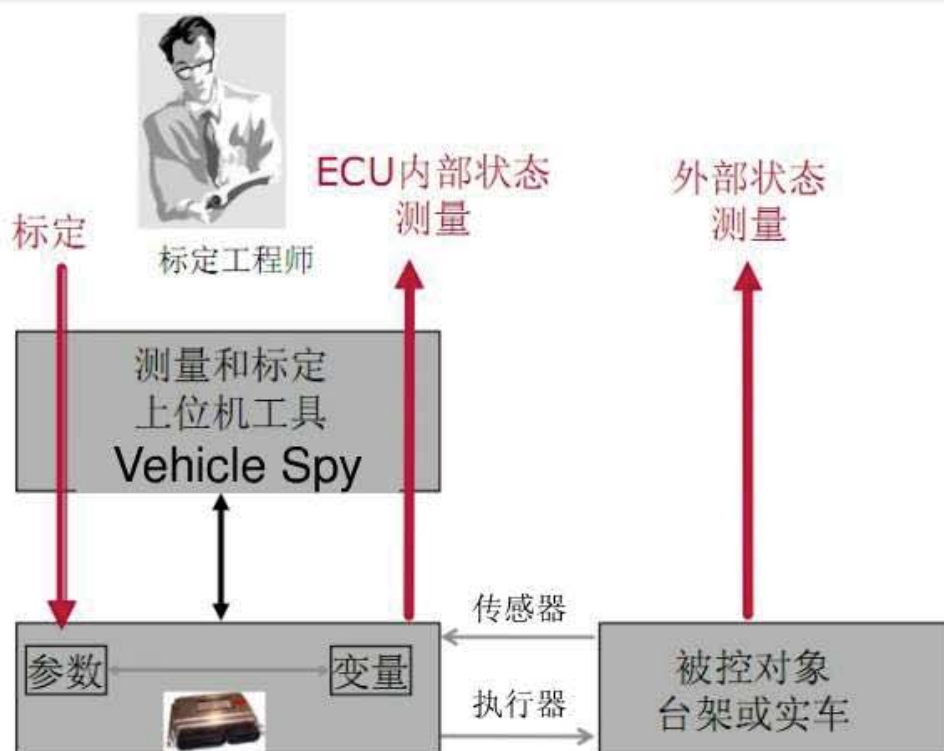 标定
标定工程师
ECU内部状态
测量
外部状态
测量
测量和标定
上位机工具
Vehicle Spy
参数
变量
传感器
执行器
被控对象
台架或实车